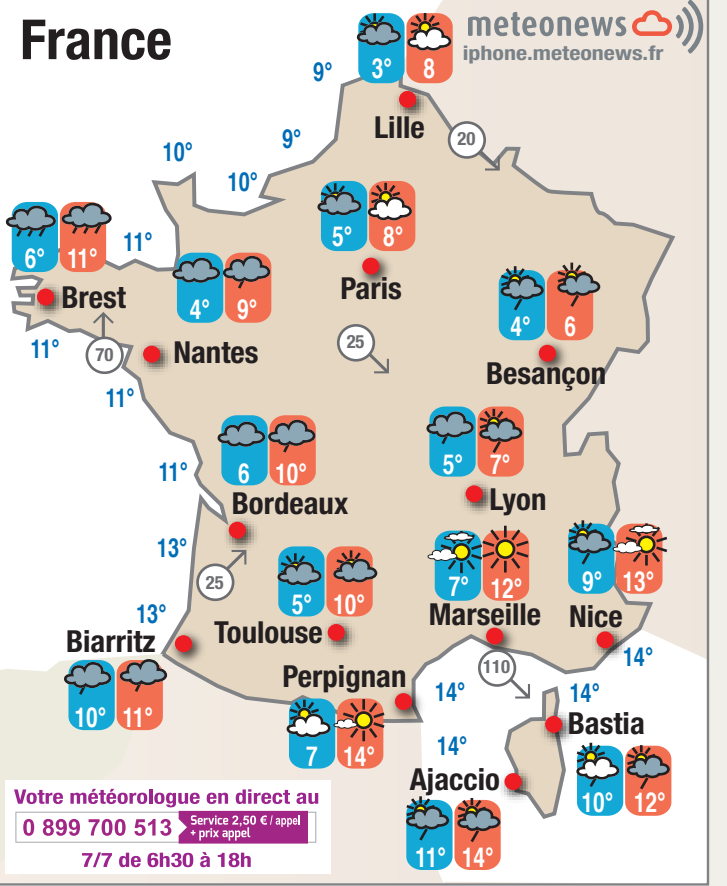 France
meteonews
iphone.meteonews.fr
3° 8
9°
Lille
20
9°
10°
10°
5° 8°
Paris
6° 11°
11°
Brest
4° 9°
Nantes
11°
70
11°
25
4° 6
Besançon
5° 7°
Lyon
6 10°
11°
Bordeaux
13°
25
5° 10°
Toulouse
7° 12°
Marseille
9° 13°
Nice
14°
13°
Biarritz
10° 11°
Perpignan
7 14°
14°
110
14°
14°
Bastia
10° 12°
Ajaccio
11° 14°
Votre météorologue en direct au
0 899 700 513 Service 2,50 € / appel
+ prix appel
7/7 de 6h30 à 18h